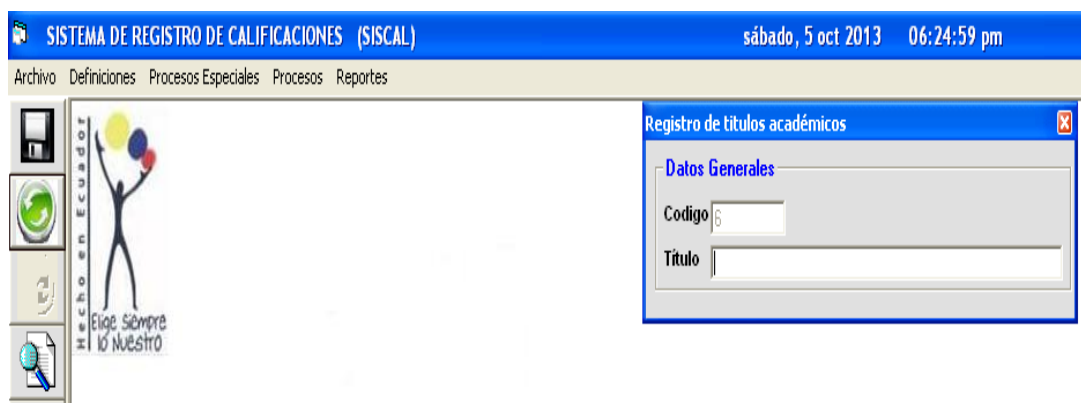 SISTEMA DE REGISTRO DE CALIFICACIONES (SISCAL) sábado, 5 oct 2013 06:24:59 pm
Archivo Definiciones Procesos Especiales Procesos Reportes
Hecho en Ecuador
Elige siempre
lo Nuestro
Registro de titulos académicos
Datos Generales
Codigo 6
Título